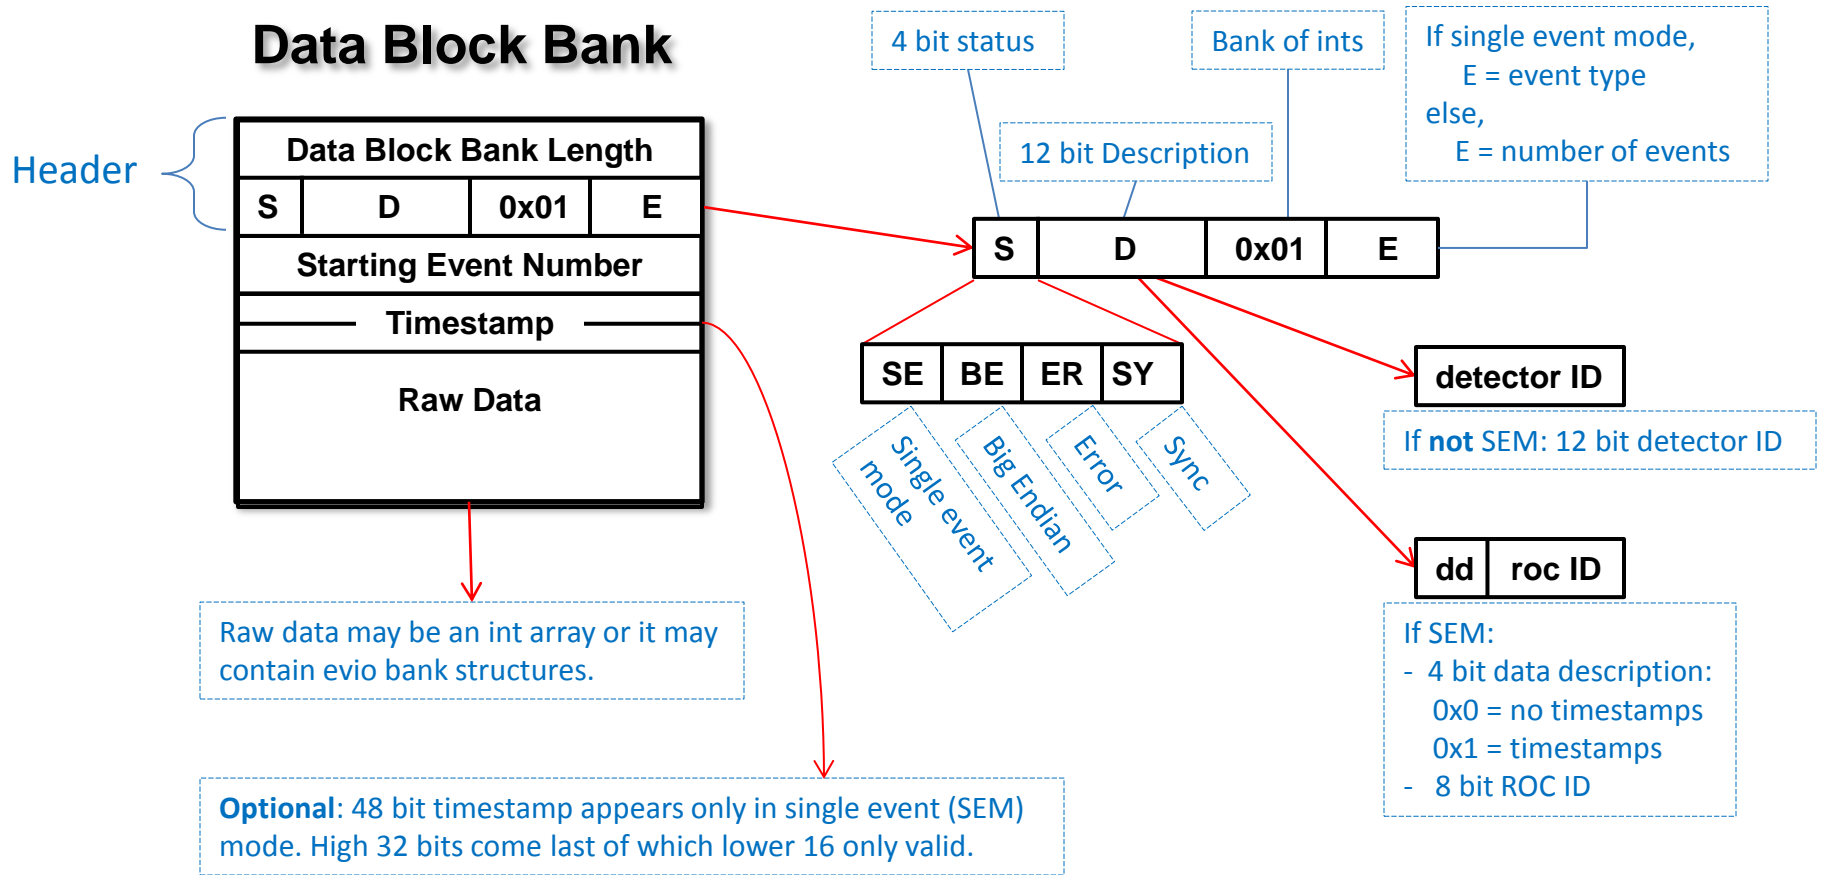 Data Block Bank
Header
Data Block Bank Length
S D 0x01 E
Starting Event Number
Timestamp
Raw Data
4 bit status
Bank of ints
If single event mode,
E = event type
else,
E = number of events
12 bit Description
S D 0x01 E
SE BE ER SY
Single event
mode
Big Endian
Error
Sync
detector ID
If not SEM: 12 bit detector ID
dd roc ID
If SEM:
- 4 bit data description:
0x0 = no timestamps
0x1 = timestamps
- 8 bit ROC ID
Raw data may be an int array or it may
contain evio bank structures.
Optional: 48 bit timestamp appears only in single event (SEM)
mode. High 32 bits come last of which lower 16 only valid.